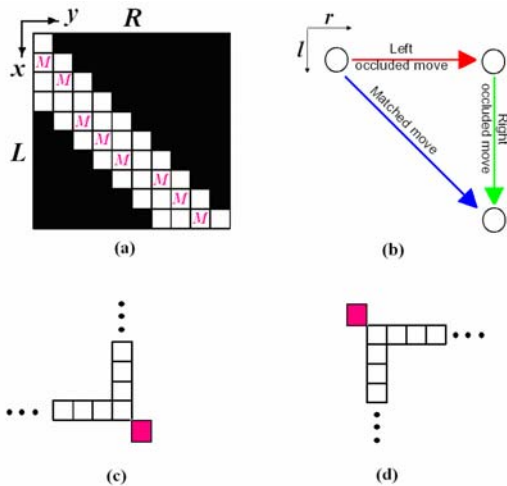 R
y
x
L
M
M
M
M
M
M
M
M
(a)
r
l
Left
occluded move
Matched move
Right
occluded move
(b)
(c)
(d)